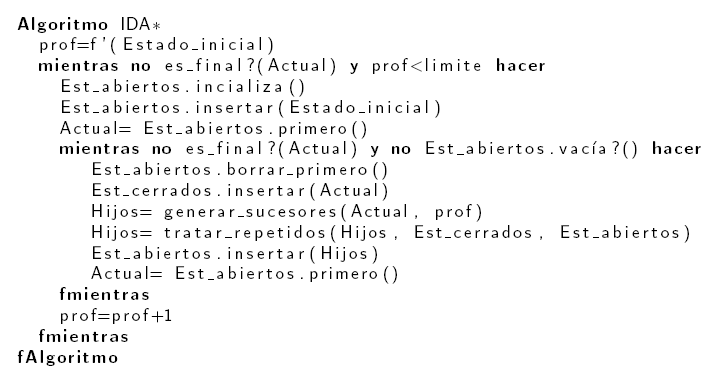 Algoritmo IDA*
prof=f'(Estado_inicial)
mientras no es_final?(Actual) y prof<limite hacer
Est_abiertos.incializa()
Est_abiertos.insertar(Estado_inicial)
Actual= Est_abiertos.primero()
mientras no es_final?(Actual) y no Est_abiertos.vacía?() hacer
Est_abiertos.borrar_primero()
Est_cerrados.insertar(Actual)
Hijos= generar_sucesores(Actual, prof)
Hijos= tratar_repetidos(Hijos, Est_cerrados, Est_abiertos)
Est_abiertos.insertar(Hijos)
Actual= Est_abiertos.primero()
fmientras
prof=prof+1
fmientras
fAlgoritmo